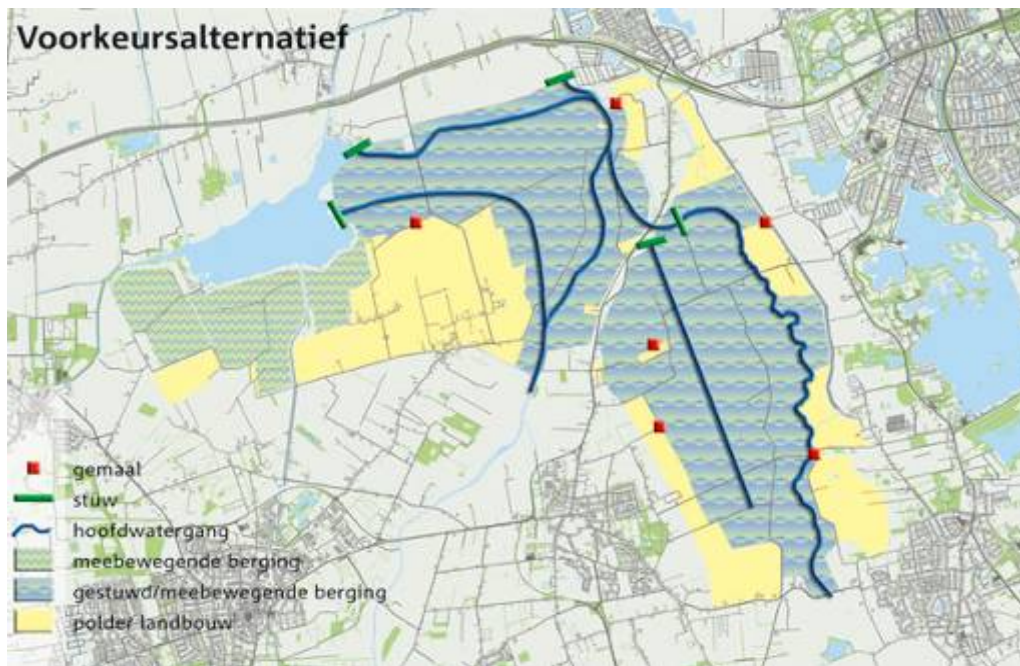 Voorkeursalternatief
gemaal
stuw
hoofdwatergang
meebewegende berging
gestuwd/meebewegende berging
polder landbouw